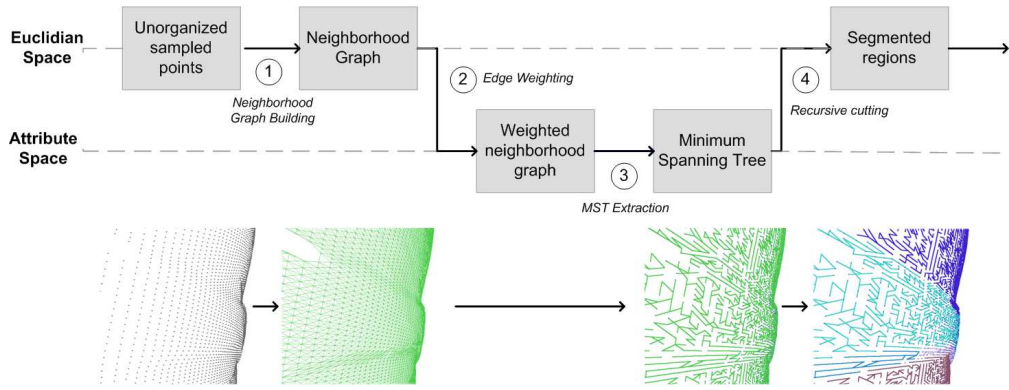 Euclidian
Space
Unorganized
sampled
points
1
Neighborhood
Graph Building
Neighborhood
Graph
2
Edge Weighting
4
Recursive cutting
Segmented
regions
Attribute
Space
Weighted
neighborhood
graph
3
MST Extraction
Minimum
Spanning Tree